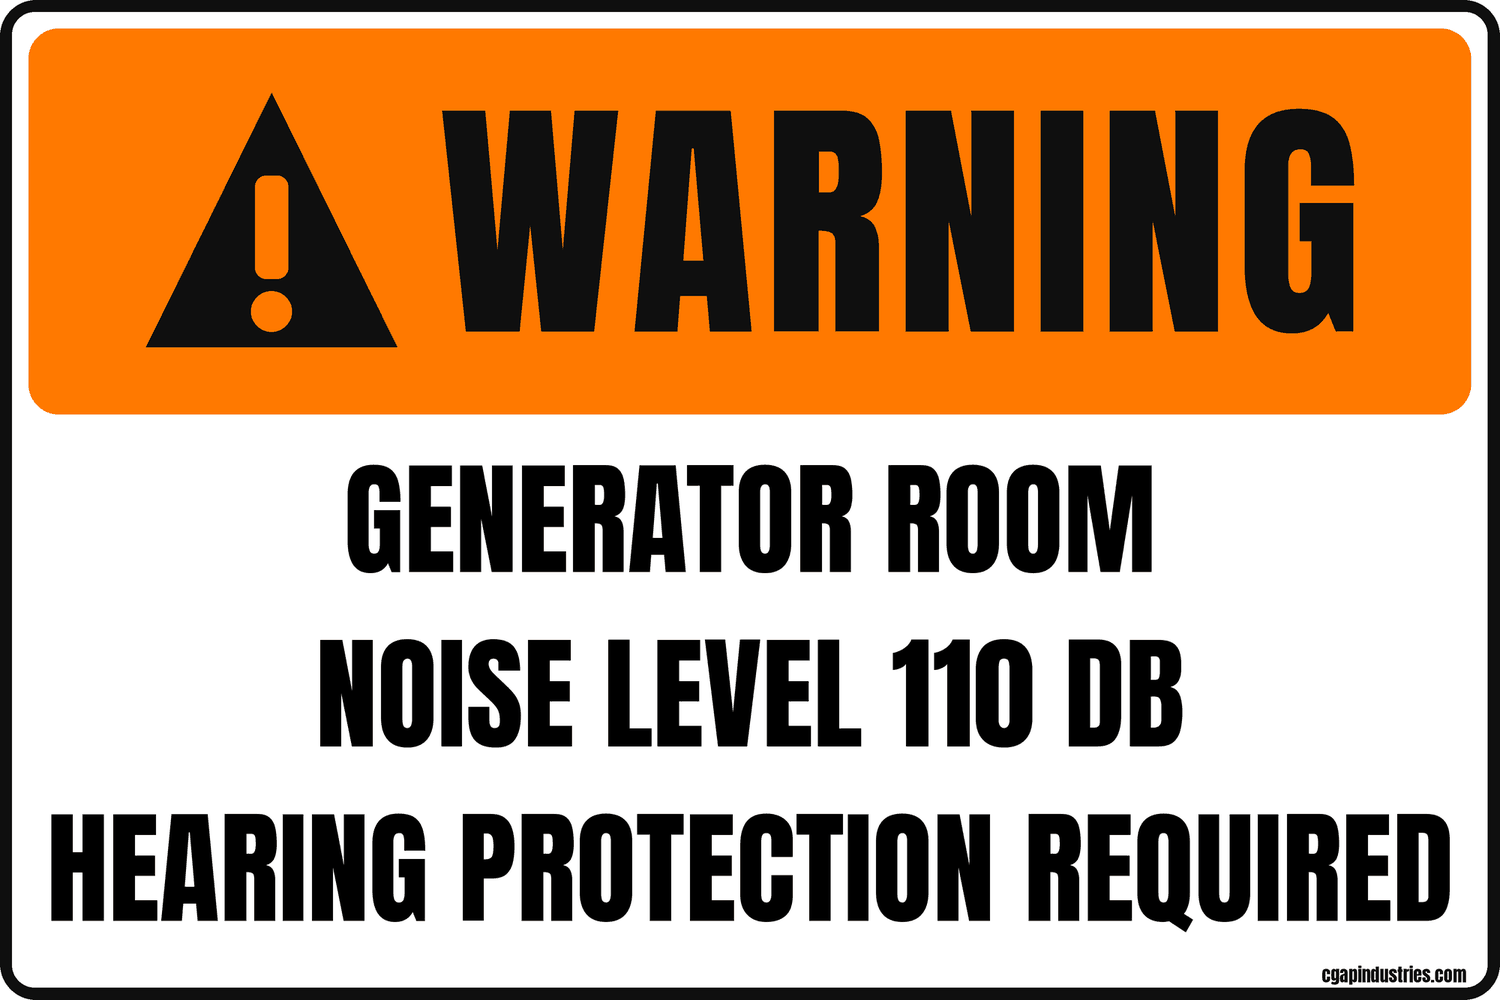 WARNING
GENERATOR ROOM
NOISE LEVEL 110 DB
HEARING PROTECTION REQUIRED
cgapindustries.com